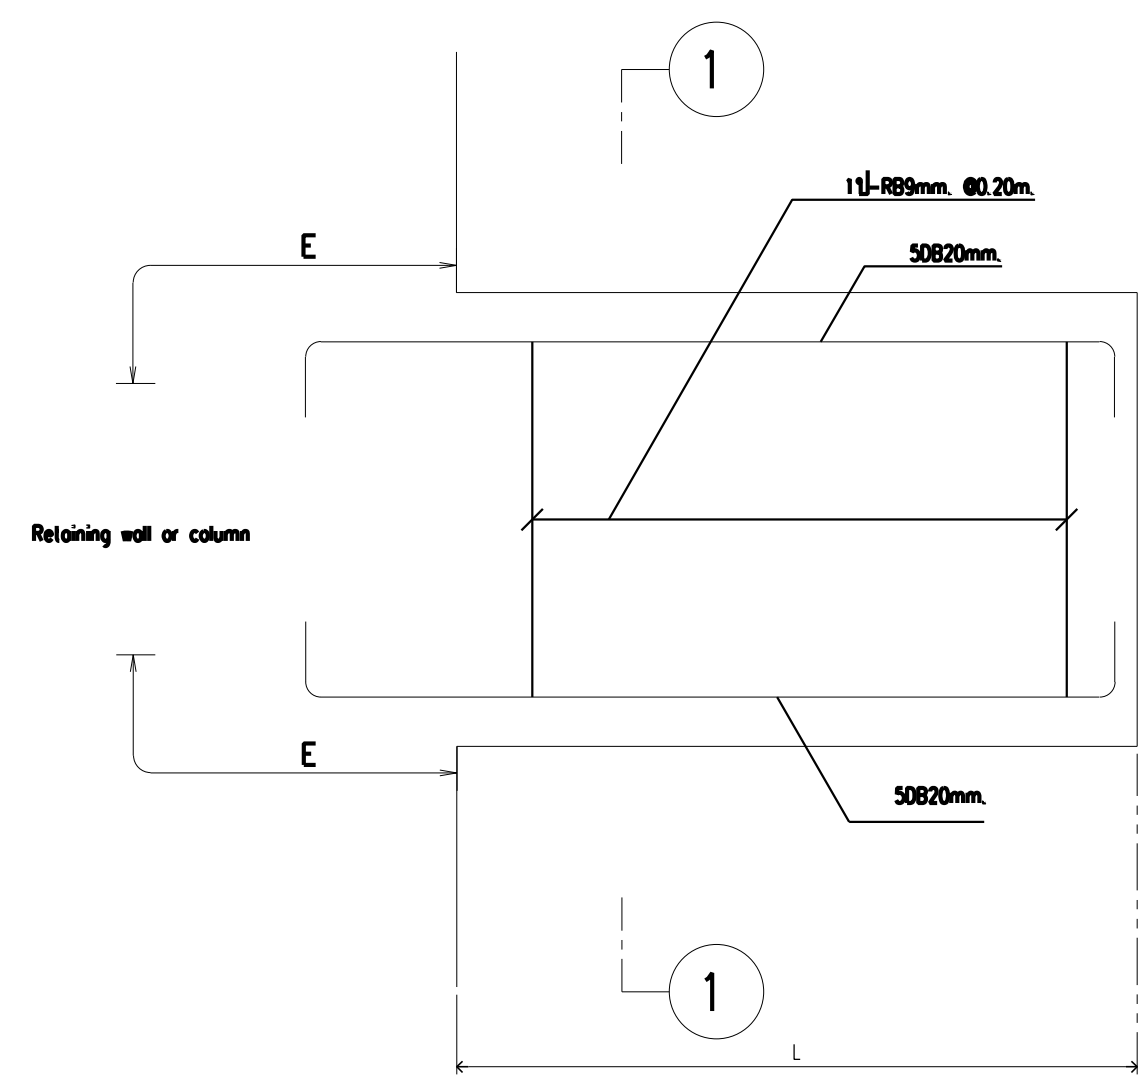 1
1ป-RB9mm. @0.20m.
5DB20mm.
E
Retaining wall or column
E
5DB20mm.
1
L